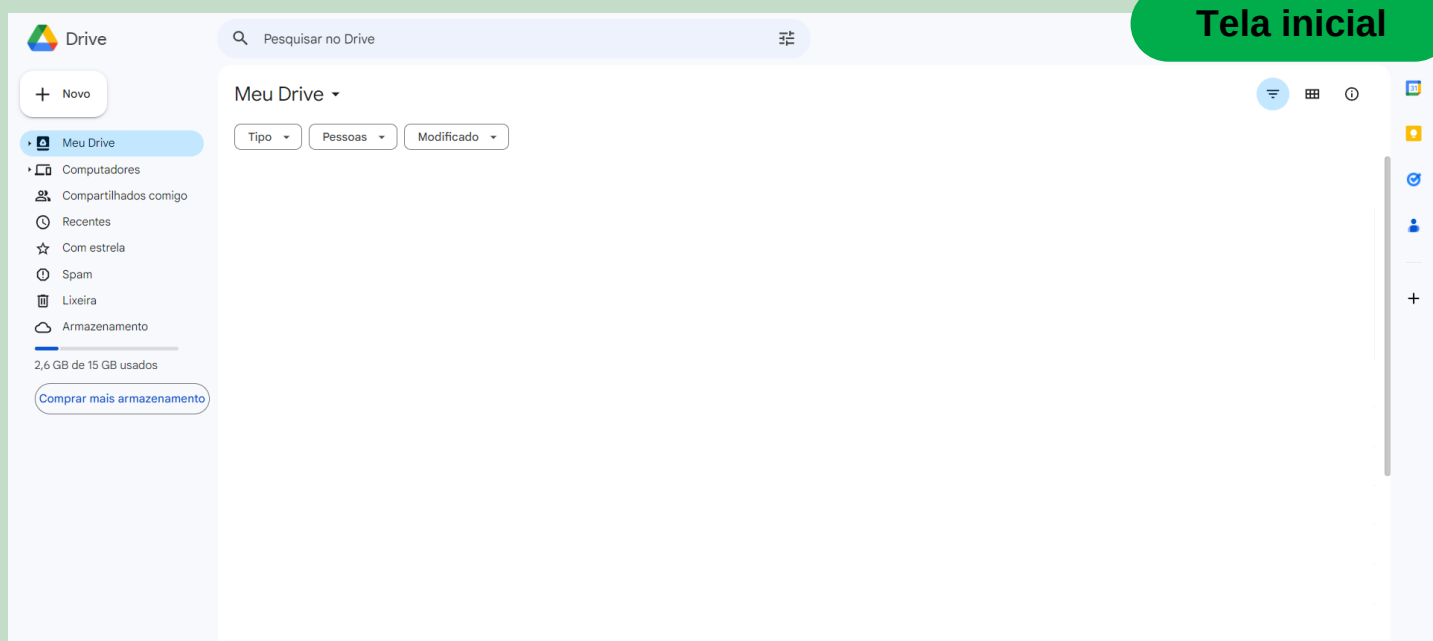 Tela inicial
Drive
Pesquisar no Drive
Novo
Meu Drive
Computadores
Compartilhados comigo
Recentes
Com estrela
Spam
Lixeira
Armazenamento
2,6 GB de 15 GB usados
Comprar mais armazenamento
Meu Drive
Tipo
Pessoas
Modificado
31